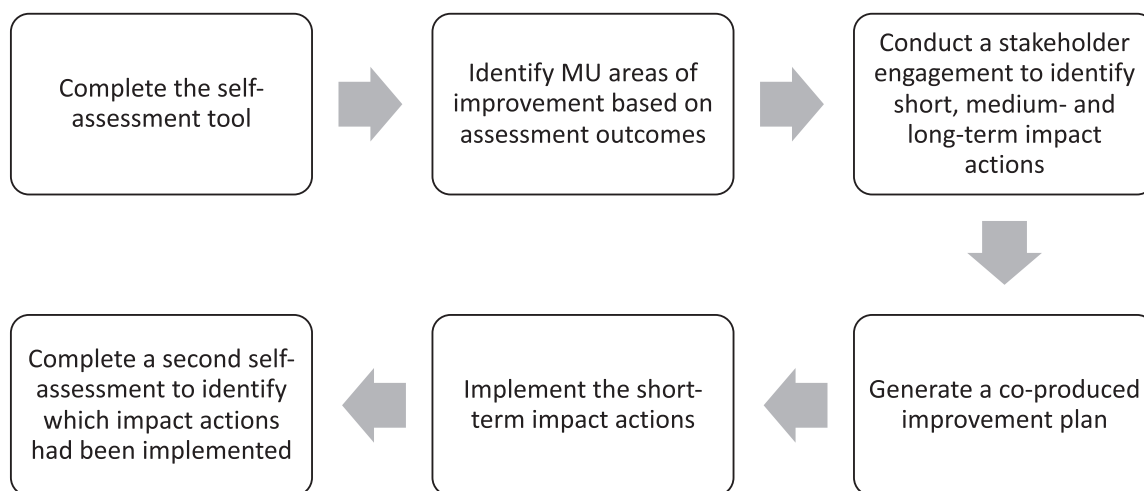 Complete the self-
assessment tool
Identify MU areas of
improvement based on
assessment outcomes
Conduct a stakeholder
engagement to identify
short, medium- and
long-term impact
actions
Generate a co-produced
improvement plan
Implement the short-
term impact actions
Complete a second self-
assessment to identify
which impact actions
had been implemented